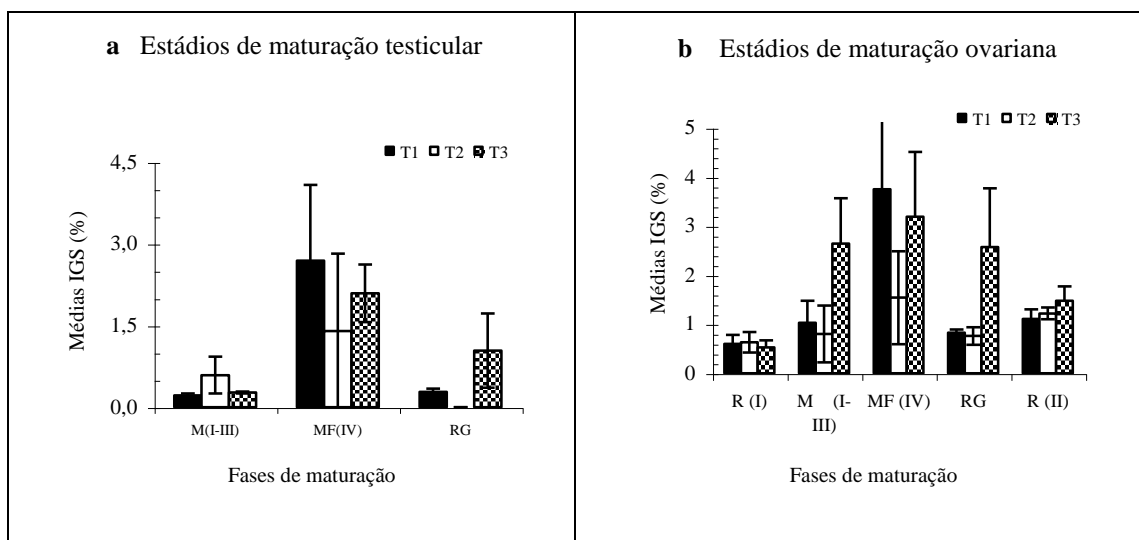 a Estádios de maturação testicular
T1 T2 T3
4,5
3,0
1,5
0,0
Médias IGS (%)
M(I-III) MF(IV) RG
Fases de maturação
b Estádios de maturação ovariana
T1 T2 T3
5
4
3
2
1
0
Médias IGS (%)
R (I) M (I- MF (IV) RG R (II)
III)
Fases de maturação